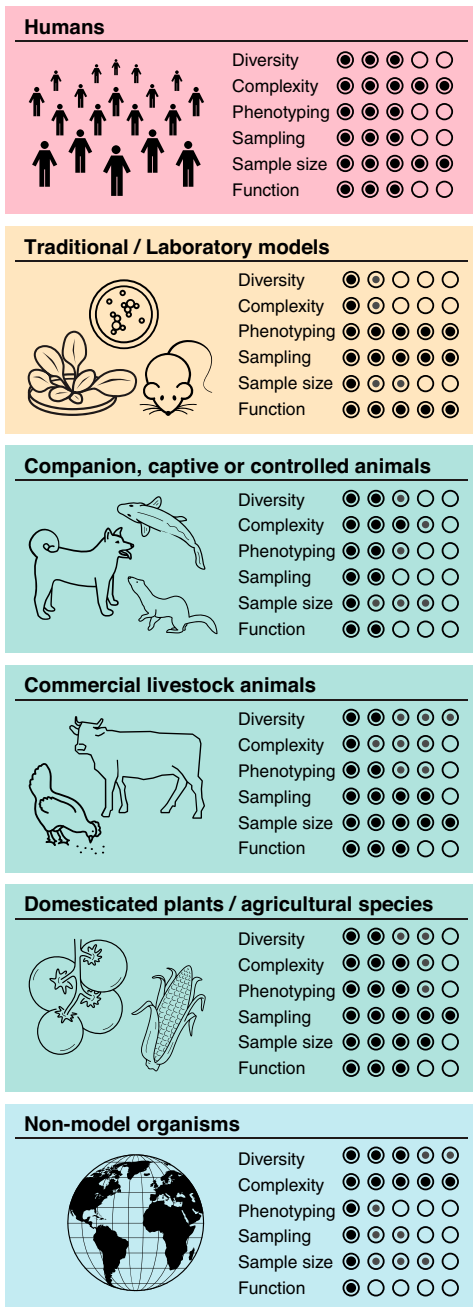 Humans
Diversity
Complexity
Phenotyping
Sampling
Sample size
Function
Traditional / Laboratory models
Diversity
Complexity
Phenotyping
Sampling
Sample size
Function
Companion, captive or controlled animals
Diversity
Complexity
Phenotyping
Sampling
Sample size
Function
Commercial livestock animals
Diversity
Complexity
Phenotyping
Sampling
Sample size
Function
Domesticated plants / agricultural species
Diversity
Complexity
Phenotyping
Sampling
Sample size
Function
Non-model organisms
Diversity
Complexity
Phenotyping
Sampling
Sample size
Function